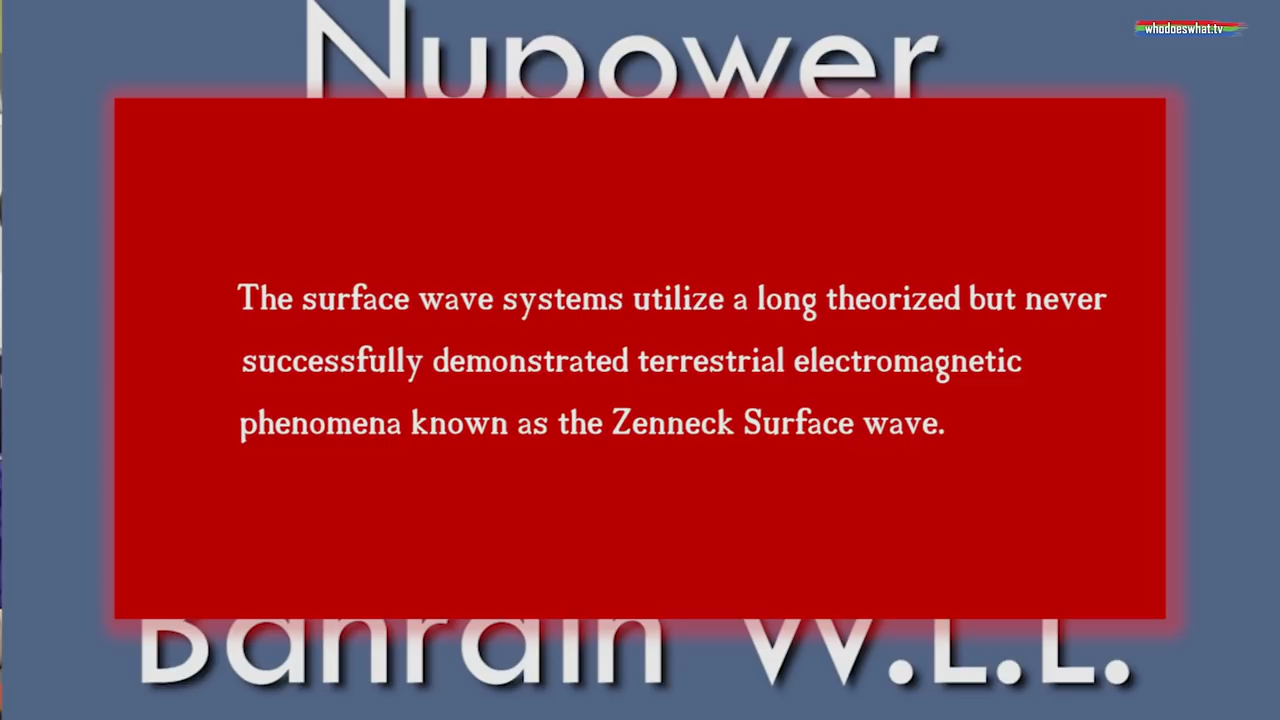 whodoeswhat.tv
Nupower
The surface wave systems utilize a long theorized but never
successfully demonstrated terrestrial electromagnetic
phenomena known as the Zenneck Surface wave.
Bahrain W.L.L.